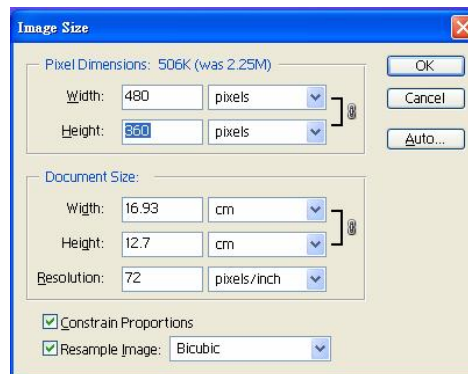 Image Size
Pixel Dimensions: 506K (was 2.25M)
Width: 480 pixels
Height: 360 pixels
Document Size:
Width: 16.93 cm
Height: 12.7 cm
Resolution: 72 pixels/inch
Constrain Proportions
Resample Image: Bicubic
OK
Cancel
Auto...